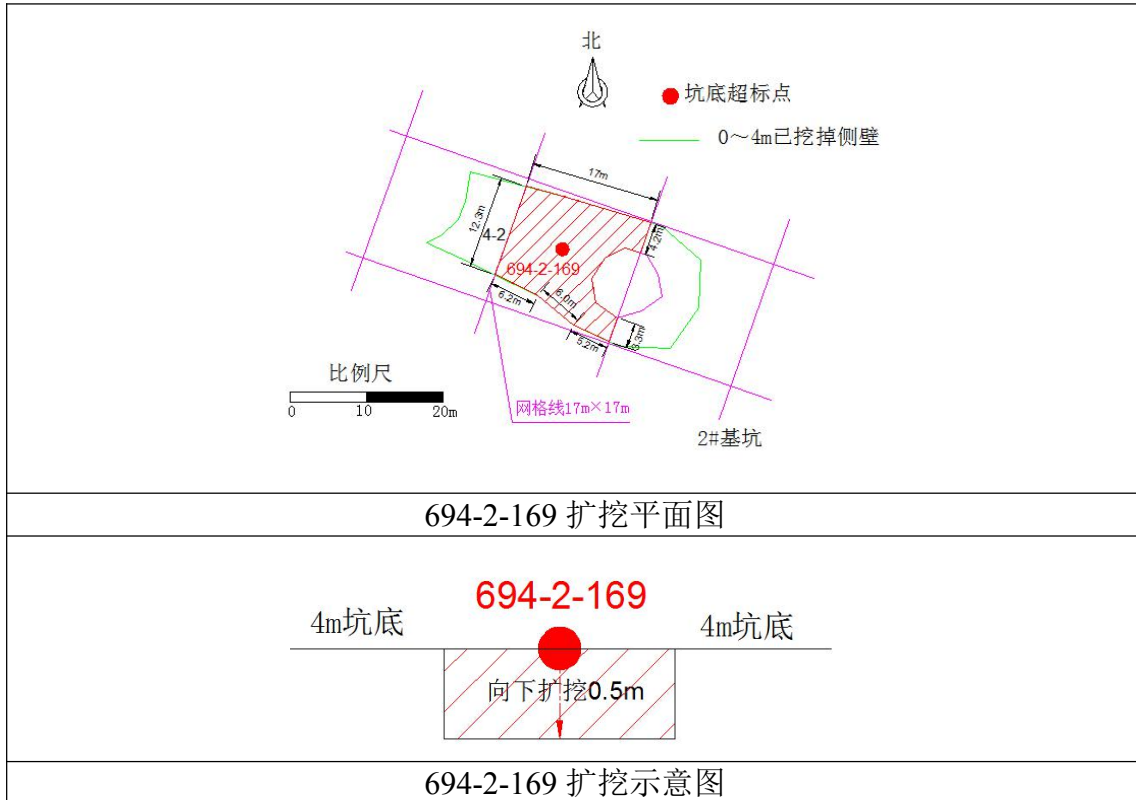 北
坑底超标点
0～4m已挖掉侧壁
17m
12.3m
4-2
4.2m
694-2-169
6.2m
6.0m
5.2m
3.3m
比例尺
0 10 20m
网格线17m×17m
2#基坑
694-2-169 扩挖平面图
694-2-169
4m坑底
4m坑底
向下扩挖0.5m
694-2-169 扩挖示意图